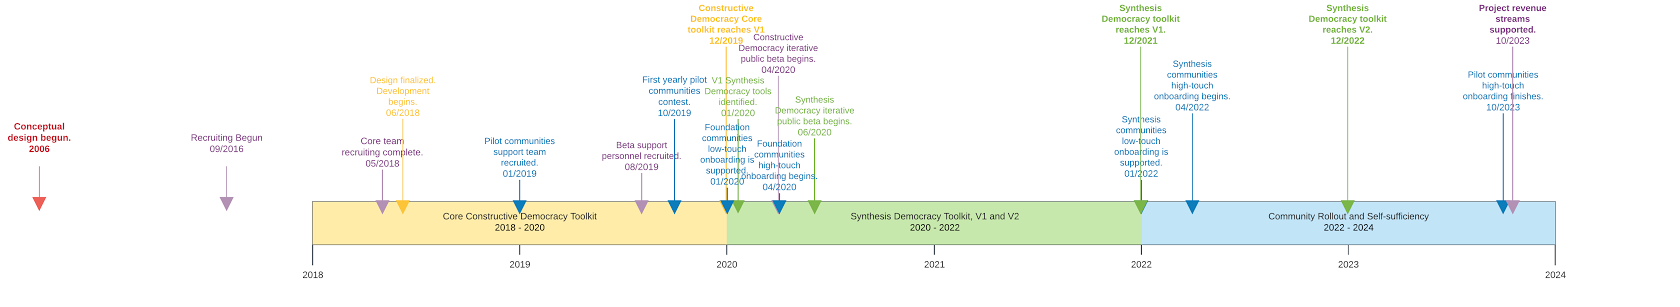 Conceptual
design begun.
2006
Recruiting Begun
09/2016
Core team
recruiting complete.
05/2018
Design finalized.
Development
begins.
06/2018
Pilot communities
support team
recruited.
01/2019
Beta support
personnel recruited.
08/2019
First yearly pilot
communities
contest.
10/2019
Constructive
Democracy Core
toolkit reaches V1
12/2019
Foundation
communities
low-touch
onboarding is
supported.
01/2020
V1 Synthesis
Democracy tools
identified.
01/2020
Constructive
Democracy iterative
public beta begins.
04/2020
Foundation
communities
high-touch
onboarding begins.
04/2020
Synthesis
Democracy iterative
public beta begins.
06/2020
Synthesis
Democracy toolkit
reaches V1.
12/2021
Synthesis
communities
low-touch
onboarding is
supported.
01/2022
Synthesis
communities
high-touch
onboarding begins.
04/2022
Synthesis
Democracy toolkit
reaches V2.
12/2022
Pilot communities
high-touch
onboarding finishes.
10/2023
Project revenue
streams
supported.
10/2023
Core Constructive Democracy Toolkit
2018 - 2020
Synthesis Democracy Toolkit, V1 and V2
2020 - 2022
Community Rollout and Self-sufficiency
2022 - 2024
2018
2019
2020
2021
2022
2023
2024